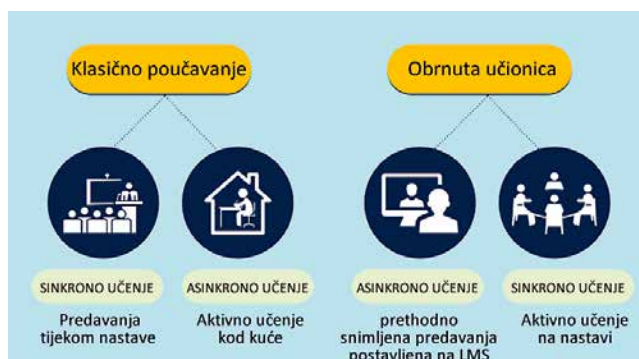 Klasično poučavanje
Obrnuta učionica
SINKRONO UČENJE
ASINKRONO UČENJE
ASINKRONO UČENJE
SINKRONO UČENJE
Predavanja
tijekom nastave
Aktivno učenje
kod kuće
prethodno
snimljena predavanja
postavljena na LMS
Aktivno učenje
na nastavi